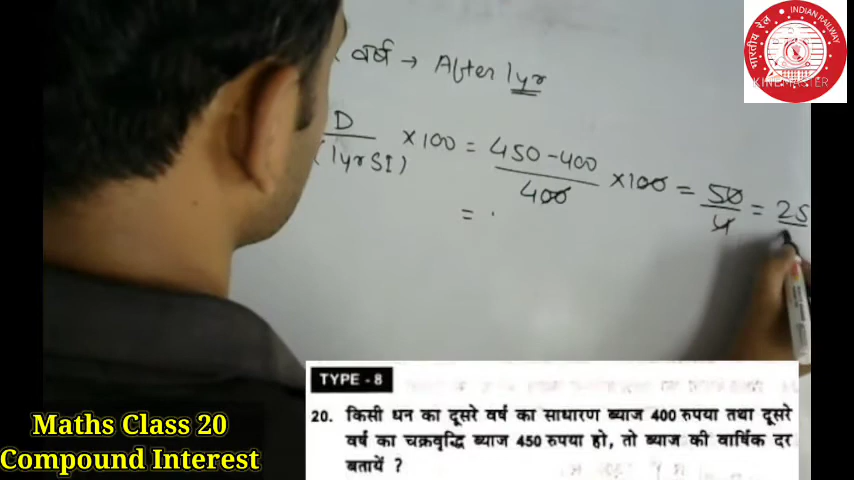 भारतीय रेल INDIAN RAILWAY
KINEMASTER
वर्ष → After 1yr
D
/(1yr SI) × 100 = 450-400/400 × 100 = 50/4 = 25
=
TYPE - 8
20. किसी धन का दूसरे वर्ष का साधारण ब्याज 400 रुपया तथा दूसरे
वर्ष का चक्रवृद्धि ब्याज 450 रुपया हो, तो ब्याज की वार्षिक दर
बतायें ?
Maths Class 20
Compound Interest